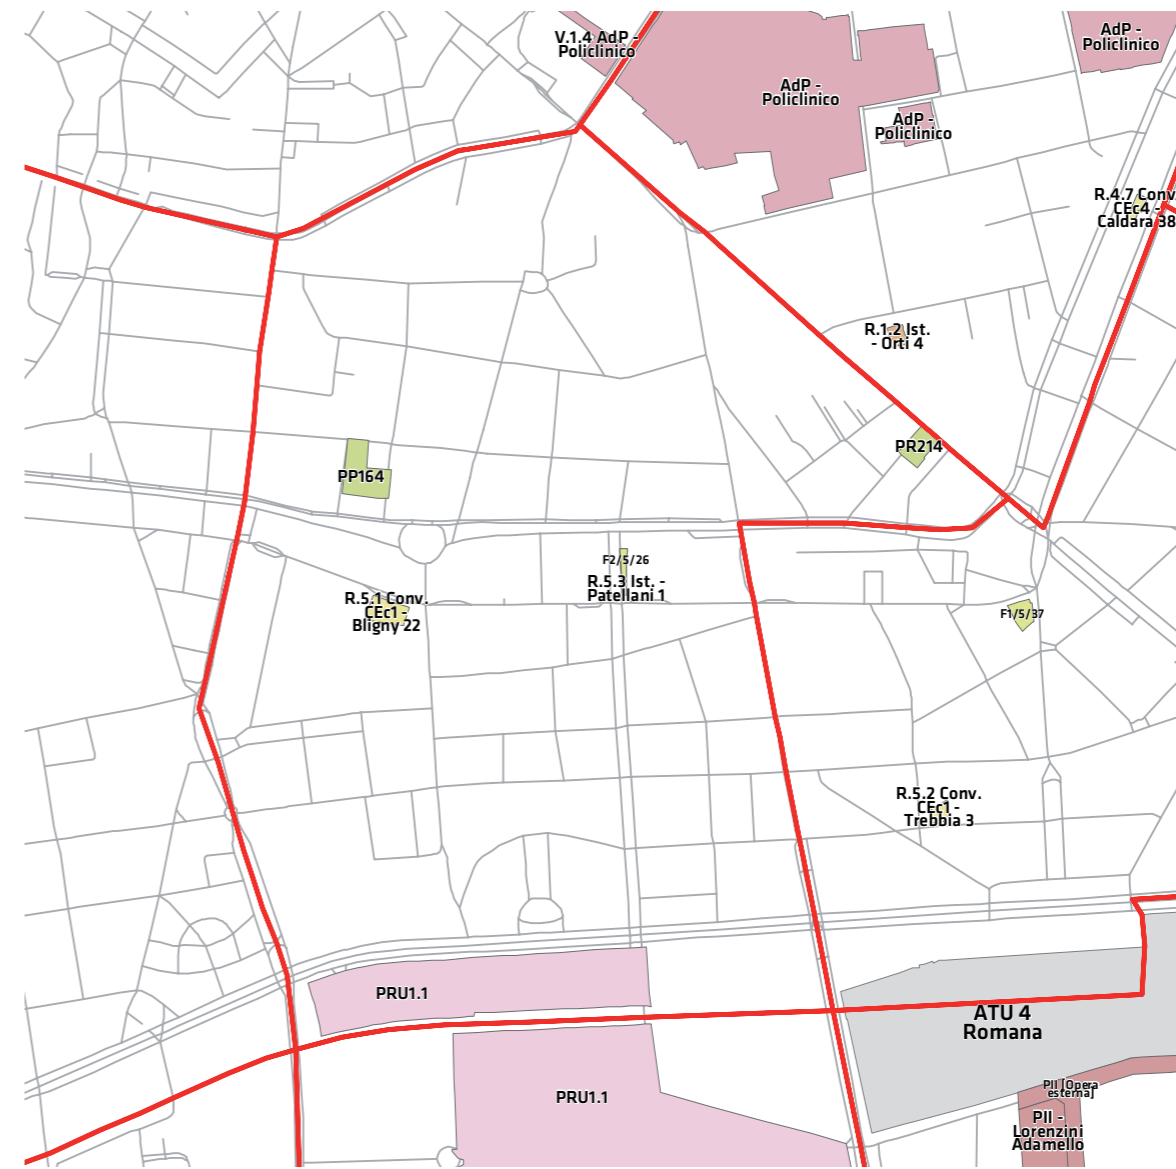 V.1.4 AdP -
Policlinico
AdP -
Policlinico
AdP -
Policlinico
AdP -
Policlinico
R.4.7 Conv
CEc4 -
Caldara 38
R.1.2 Ist.
- Orti 4
PR214
PP164
F2/5/26
R.5.3 Ist. -
Patellani 1
R.5.1 Conv.
CEc1 -
Bligny 22
F1/5/37
R.5.2 Conv.
CEc1 -
Trebbia 3
PRU1.1
ATU 4
Romana
PRU1.1
PII [Opera
esterna]
PII -
Lorenzini
Adamello